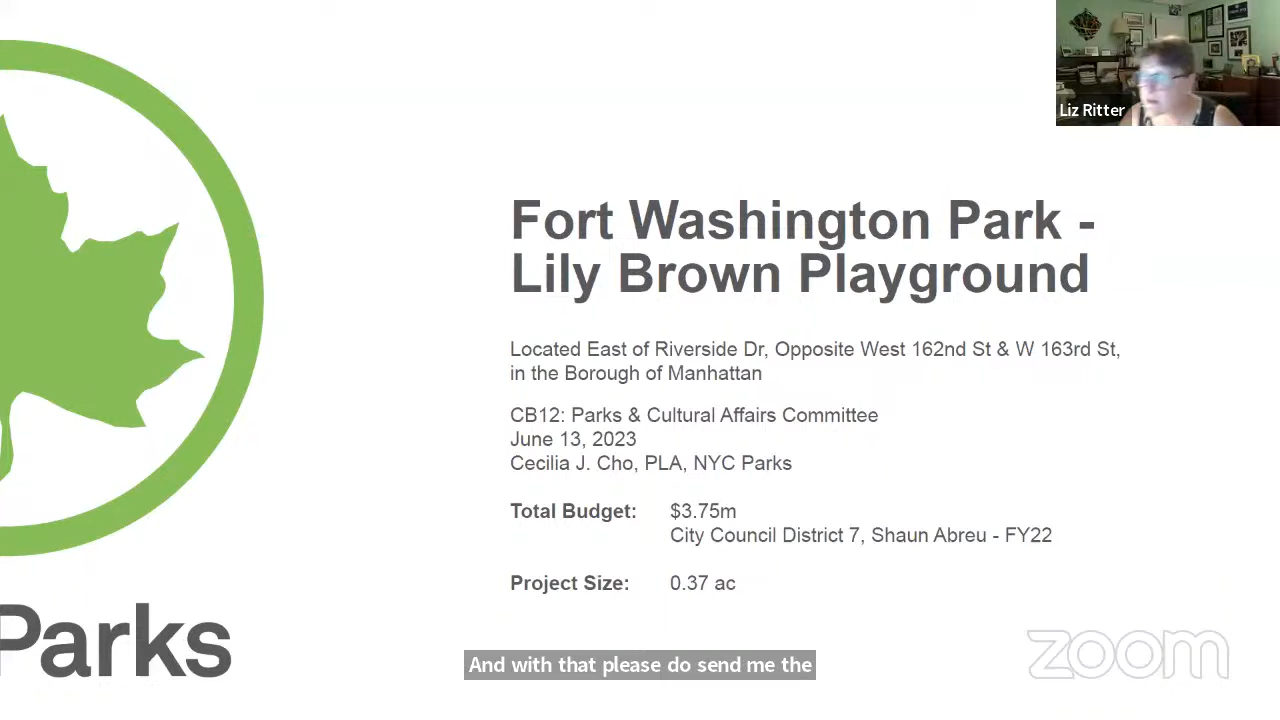 Liz Ritter
Fort Washington Park -
Lily Brown Playground
Located East of Riverside Dr, Opposite West 162nd St & W 163rd St,
in the Borough of Manhattan
CB12: Parks & Cultural Affairs Committee
June 13, 2023
Cecilia J. Cho, PLA, NYC Parks
Total Budget: $3.75m
City Council District 7, Shaun Abreu - FY22
Project Size: 0.37 ac
Parks
And with that please do send me the
zoom